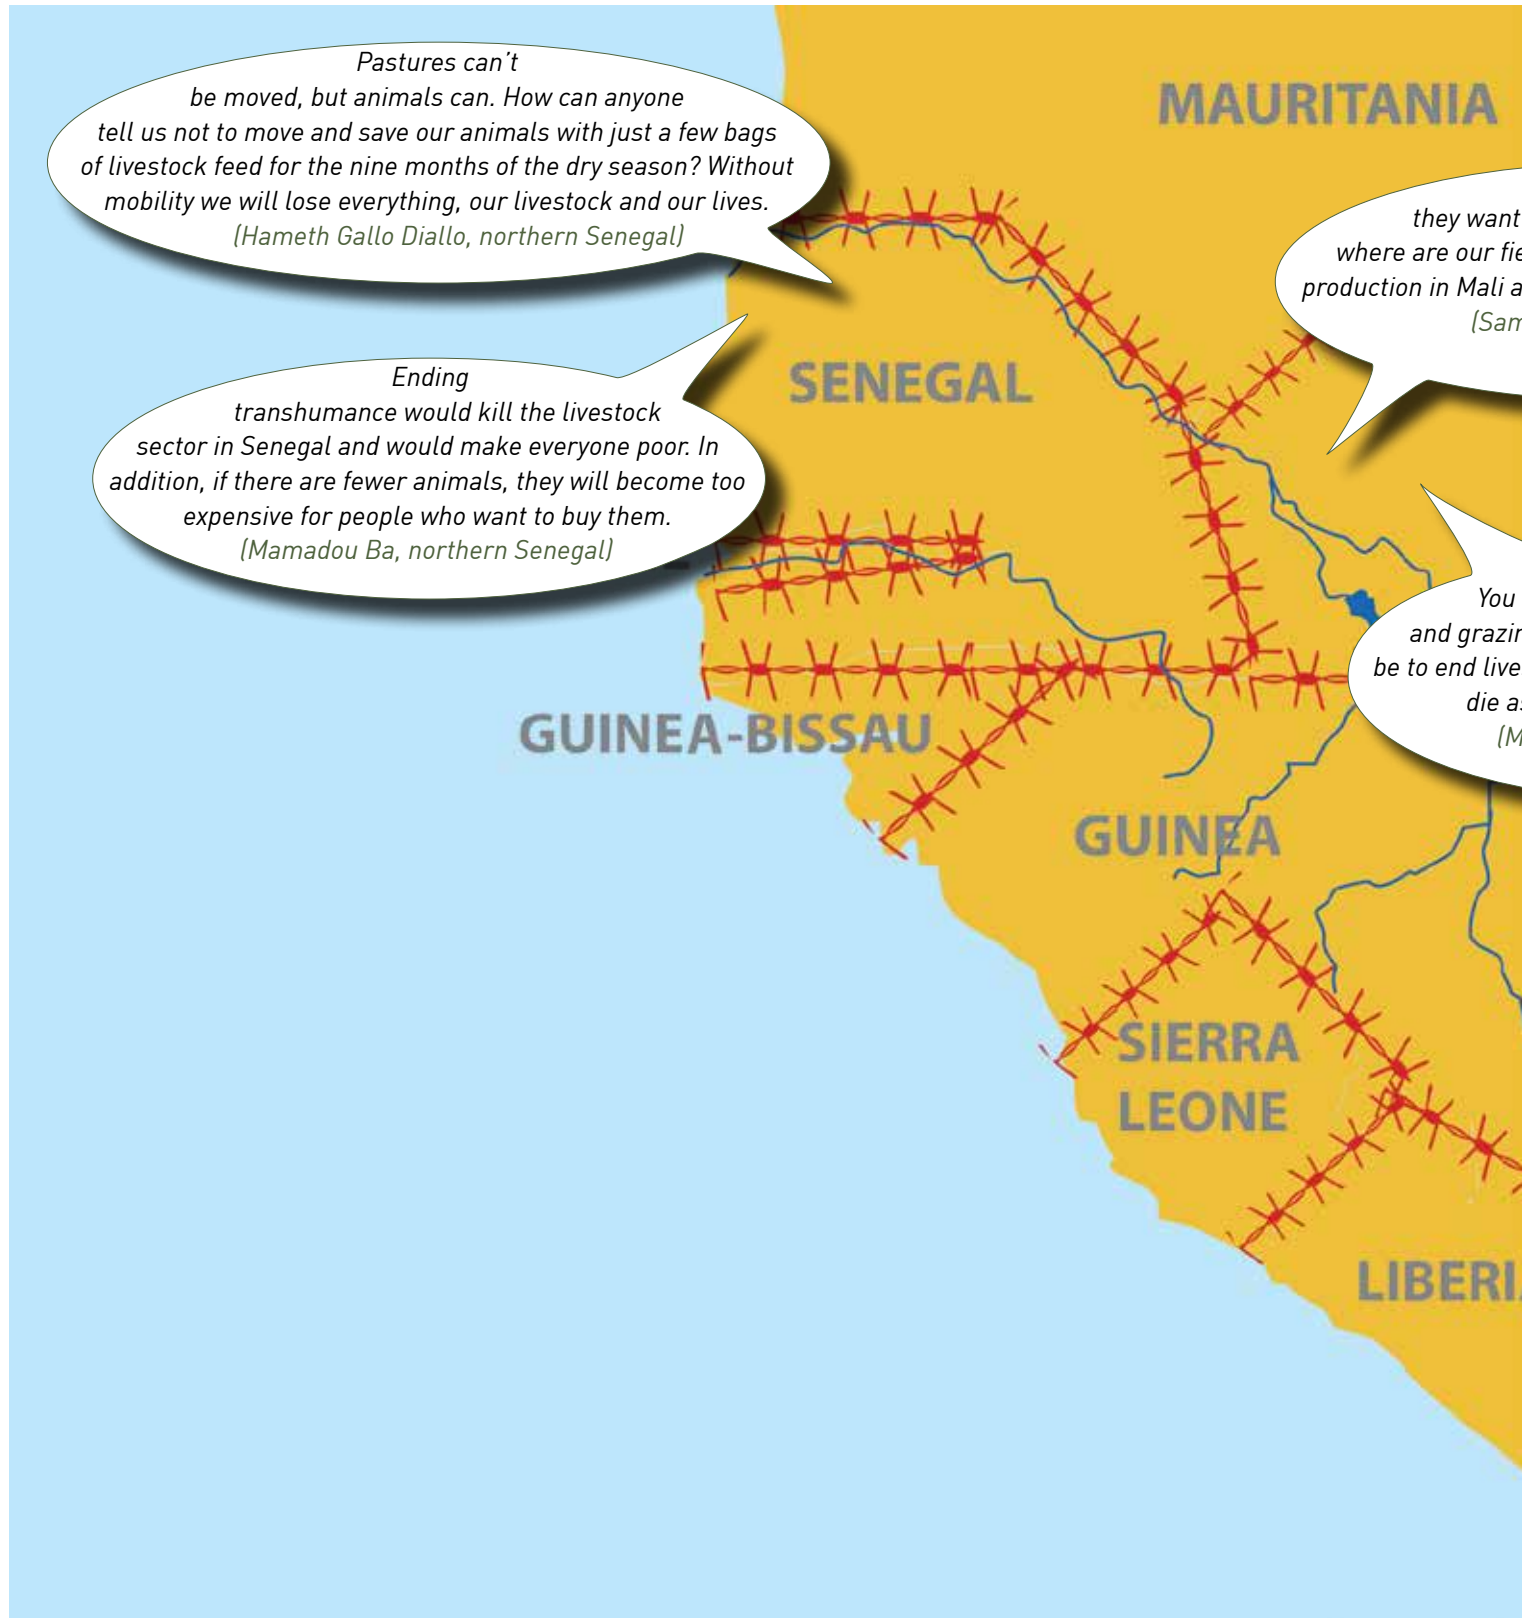 Pastures can't
be moved, but animals can. How can anyone
tell us not to move and save our animals with just a few bags
of livestock feed for the nine months of the dry season? Without
mobility we will lose everything, our livestock and our lives.
(Hameth Gallo Diallo, northern Senegal)
MAURITANIA
they want
where are our
production in Mali
SENEGAL
Ending
transhumance would kill the livestock
sector in Senegal and would make everyone poor. In
addition, if there are fewer animals, they will become too
expensive for people who want to buy them.
(Mamadou Ba, northern Senegal)
You
and
be to end
die
GUINEA-BISSAU
GUINEA
SIERRA
LEONE
LIBERI